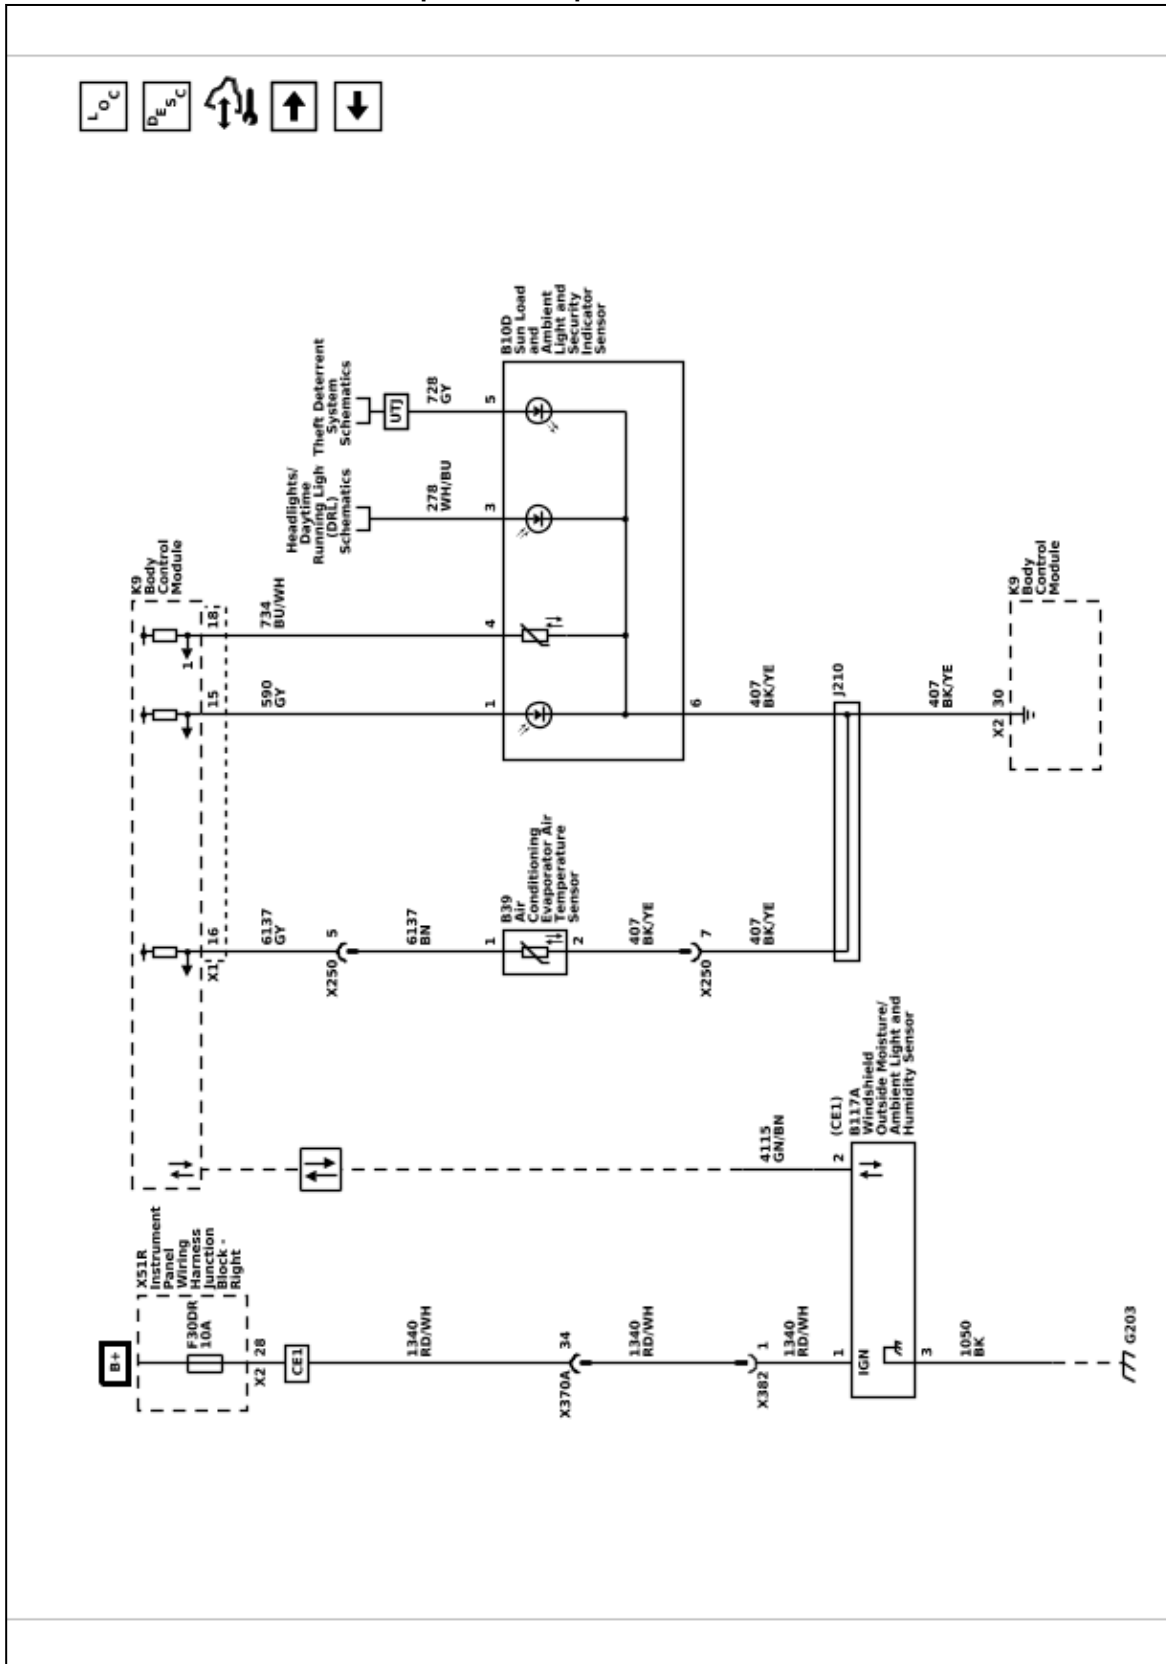 LOC
DESC
B+
X51R
Instrument
Panel
Wiring
Harness
Junction
Block -
Right
F30DR
10A
X2
28
CE1
1340
RD/WH
X370A
34
1340
RD/WH
X382
1
1340
RD/WH
1
IGN
3
1050
BK
G203
4115
GN/BN
2
(CE1)
B117A
Windshield
Outside Moisture/
Ambient Light and
Humidity Sensor
K9
Body
Control
Module
X1
16
6137
GY
X250
5
6137
BN
1
B39
Air
Conditioning
Evaporator Air
Temperature
Sensor
2
407
BK/YE
X250
7
407
BK/YE
15
590
GY
1
1
18
734
BU/WH
4
Headlights/
Daytime
Running Ligh
(DRL)
Schematics
278
WH/BU
3
Theft Deterrent
System
Schematics
UTJ
728
GY
5
B10D
Sun Load
and
Ambient
Light and
Security
Indicator
Sensor
6
407
BK/YE
J210
407
BK/YE
X2
30
K9
Body
Control
Module